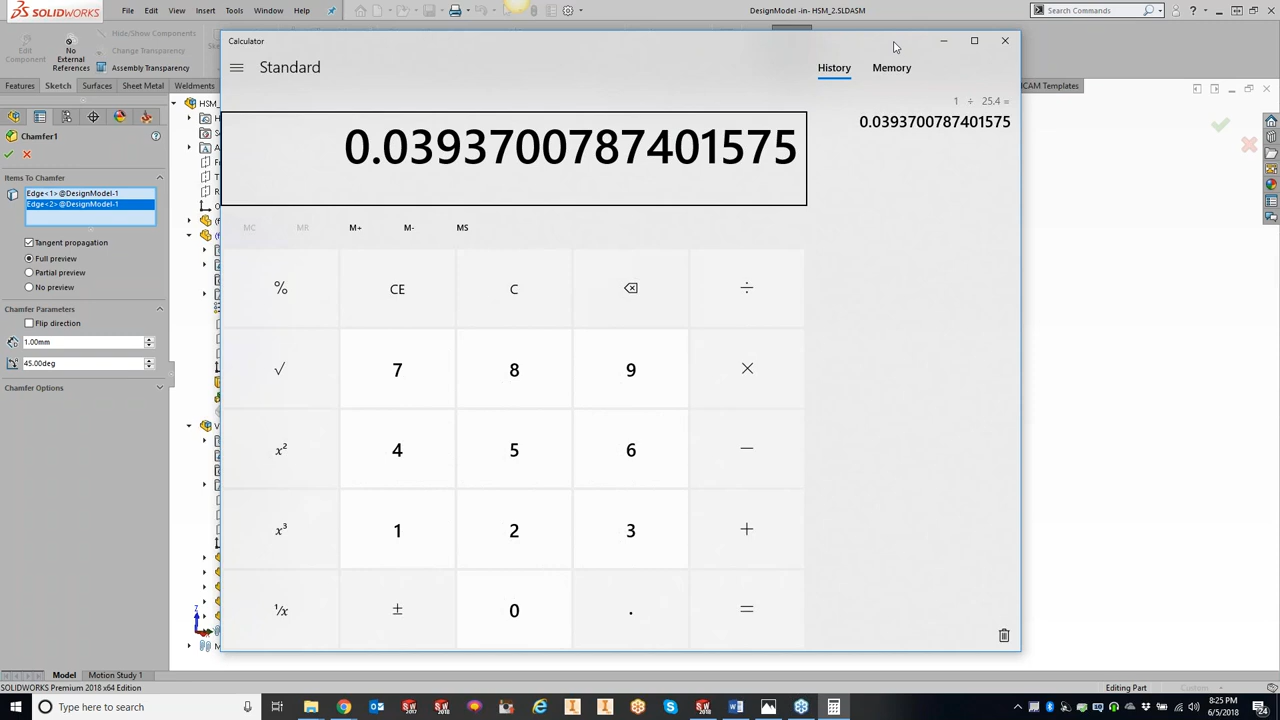 SOLIDWORKS
File Edit View Insert Tools Window Help
DesignModel -in- HSM_2.SLDASM
Search Commands
Edit Component
No External References
Hide/Show Components
Change Transparency
Assembly Transparency
Features Sketch Surfaces Sheet Metal Weldments
CAM Templates
Calculator
Standard
History Memory
1 ÷ 25.4 =
0.0393700787401575
0.0393700787401575
MC MR M+ M- MS
% CE C ÷
√ 7 8 9 ×
x² 4 5 6 −
x³ 1 2 3 +
¹/x ± 0 . =
Chamfer1
Items To Chamfer
Edge<1>@DesignModel-1
Edge<2>@DesignModel-1
Tangent propagation
Full preview
Partial preview
No preview
Chamfer Parameters
Flip direction
1.00mm
45.00deg
Chamfer Options
HSM_
Z
Model Motion Study 1
SOLIDWORKS Premium 2018 x64 Edition
Editing Part
Custom
Type here to search
8:25 PM
6/5/2018